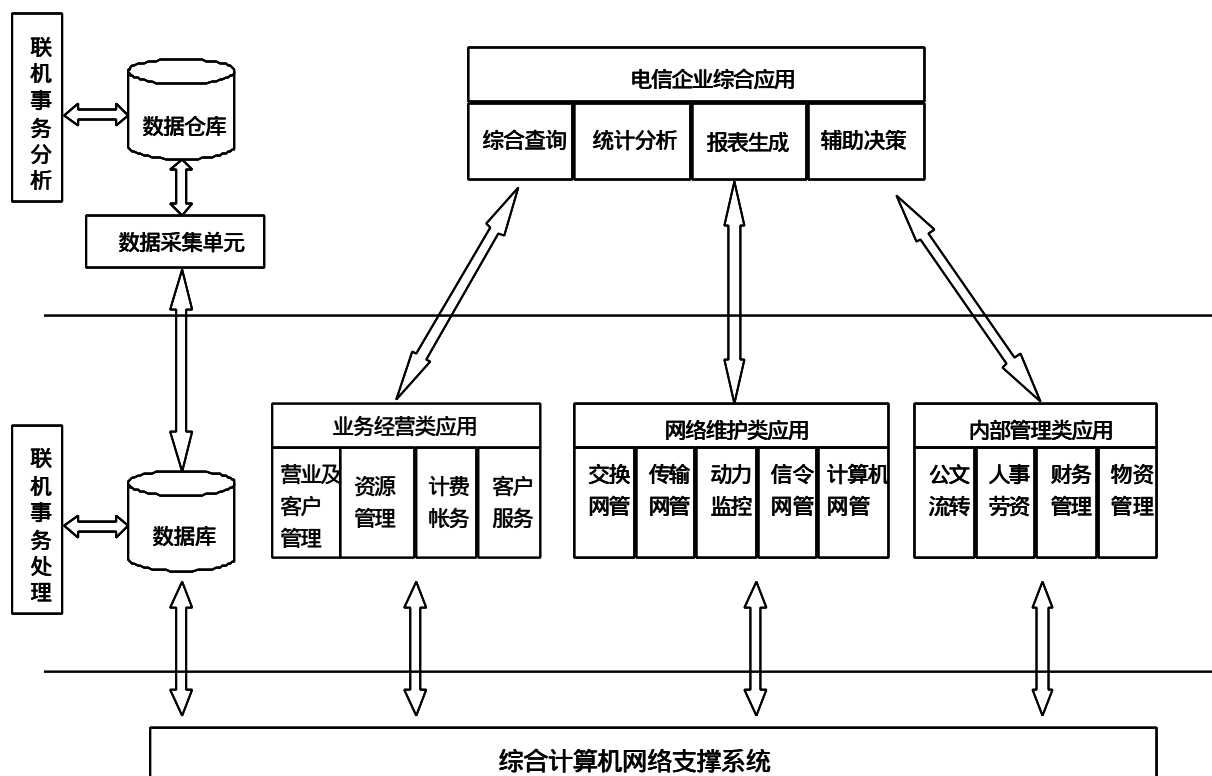 联机事务分析
数据仓库
数据采集单元
电信企业综合应用
综合查询
统计分析
报表生成
辅助决策
联机事务处理
数据库
业务经营类应用
营业及
客户
管理
资源
管理
计费
帐务
客户
服务
网络维护类应用
交换
网管
传输
网管
动力
监控
信令
网管
计算机
网管
内部管理类应用
公文
流转
人事
劳资
财务
管理
物资
管理
综合计算机网络支撑系统